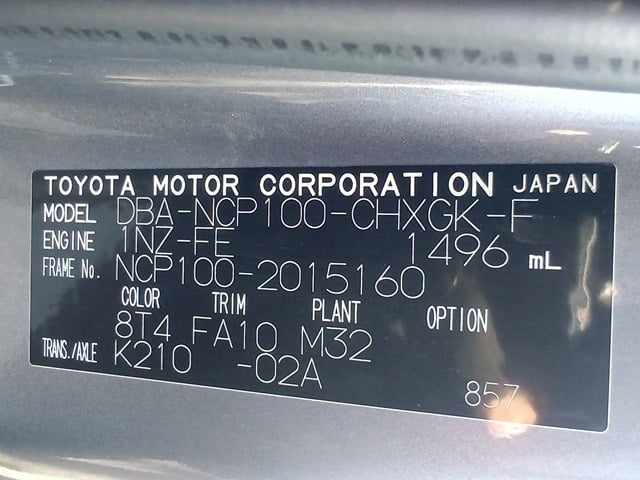 TOYOTA MOTOR CORPORATION JAPAN
MODEL DBA-NCP100-CHXGK-F
ENGINE 1NZ-FE 1496 mL
FRAME No. NCP100-2015160
COLOR TRIM PLANT OPTION
8T4 FA10 M32
TRANS./AXLE K210 -02A
857